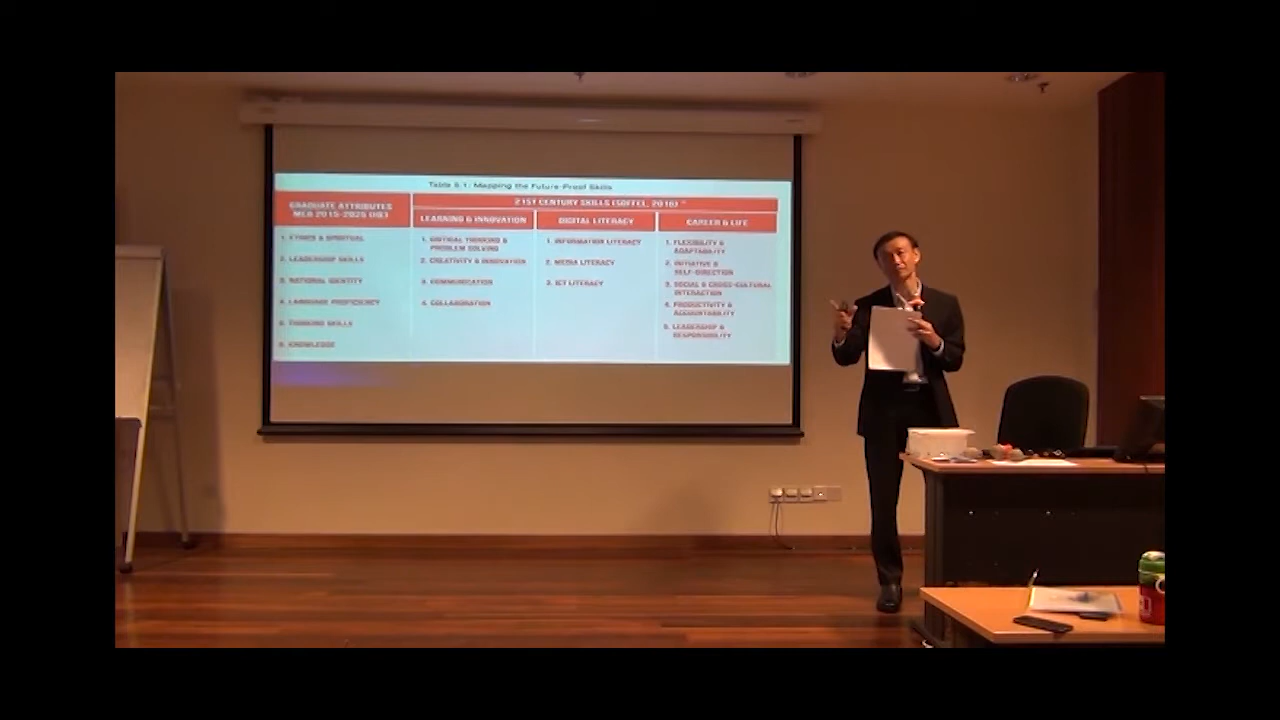 Table 5.1: Mapping the Future-Proof Skills
GRADUATE ATTRIBUTES
MEB 2015-2025 (HE)
21ST CENTURY SKILLS (SOFFEL, 2016)
LEARNING & INNOVATION
DIGITAL LITERACY
CAREER & LIFE
1. ETHICS & SPIRITUAL
2. LEADERSHIP SKILLS
3. NATIONAL IDENTITY
4. LANGUAGE PROFICIENCY
5. THINKING SKILLS
6. KNOWLEDGE
1. CRITICAL THINKING &
PROBLEM SOLVING
2. CREATIVITY & INNOVATION
3. COMMUNICATION
4. COLLABORATION
1. INFORMATION LITERACY
2. MEDIA LITERACY
3. ICT LITERACY
1. FLEXIBILITY &
ADAPTABILITY
2. INITIATIVE &
SELF-DIRECTION
3. SOCIAL & CROSS-CULTURAL
INTERACTION
4. PRODUCTIVITY &
ACCOUNTABILITY
5. LEADERSHIP &
RESPONSIBILITY